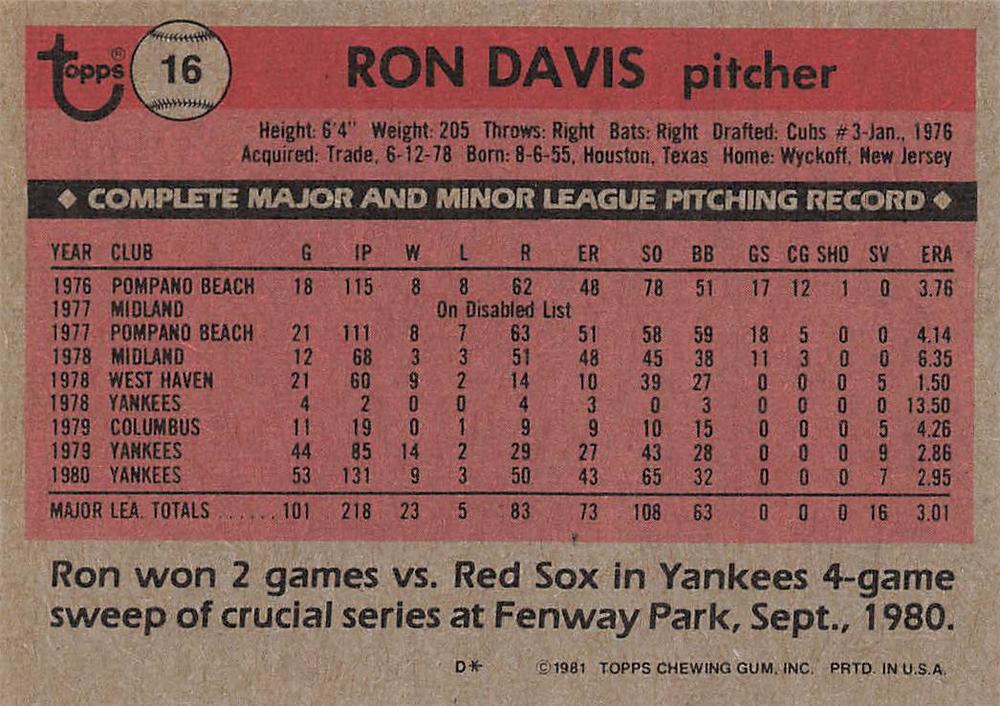 Topps® 16 RON DAVIS pitcher
Height: 6'4" Weight: 205 Throws: Right Bats: Right Drafted: Cubs #3-Jan., 1976
Acquired: Trade, 6-12-78 Born: 8-6-55, Houston, Texas Home: Wyckoff, New Jersey
◆ COMPLETE MAJOR AND MINOR LEAGUE PITCHING RECORD ◆
YEAR CLUB G IP W L R ER SO BB GS CG SHO SV ERA
1976 POMPANO BEACH 18 115 8 8 62 48 78 51 17 12 1 0 3.76
1977 MIDLAND On Disabled List
1977 POMPANO BEACH 21 111 8 7 63 51 58 59 18 5 0 0 4.14
1978 MIDLAND 12 68 3 3 51 48 45 38 11 3 0 0 6.35
1978 WEST HAVEN 21 60 9 2 14 10 39 27 0 0 0 5 1.50
1978 YANKEES 4 2 0 0 4 3 0 3 0 0 0 0 13.50
1979 COLUMBUS 11 19 0 1 9 9 10 15 0 0 0 5 4.26
1979 YANKEES 44 85 14 2 29 27 43 28 0 0 0 9 2.86
1980 YANKEES 53 131 9 3 50 43 65 32 0 0 0 7 2.95
MAJOR LEA. TOTALS ......101 218 23 5 83 73 108 63 0 0 0 16 3.01
Ron won 2 games vs. Red Sox in Yankees 4-game
sweep of crucial series at Fenway Park, Sept., 1980.
D* ©1981 TOPPS CHEWING GUM, INC. PRTD. IN U.S.A.